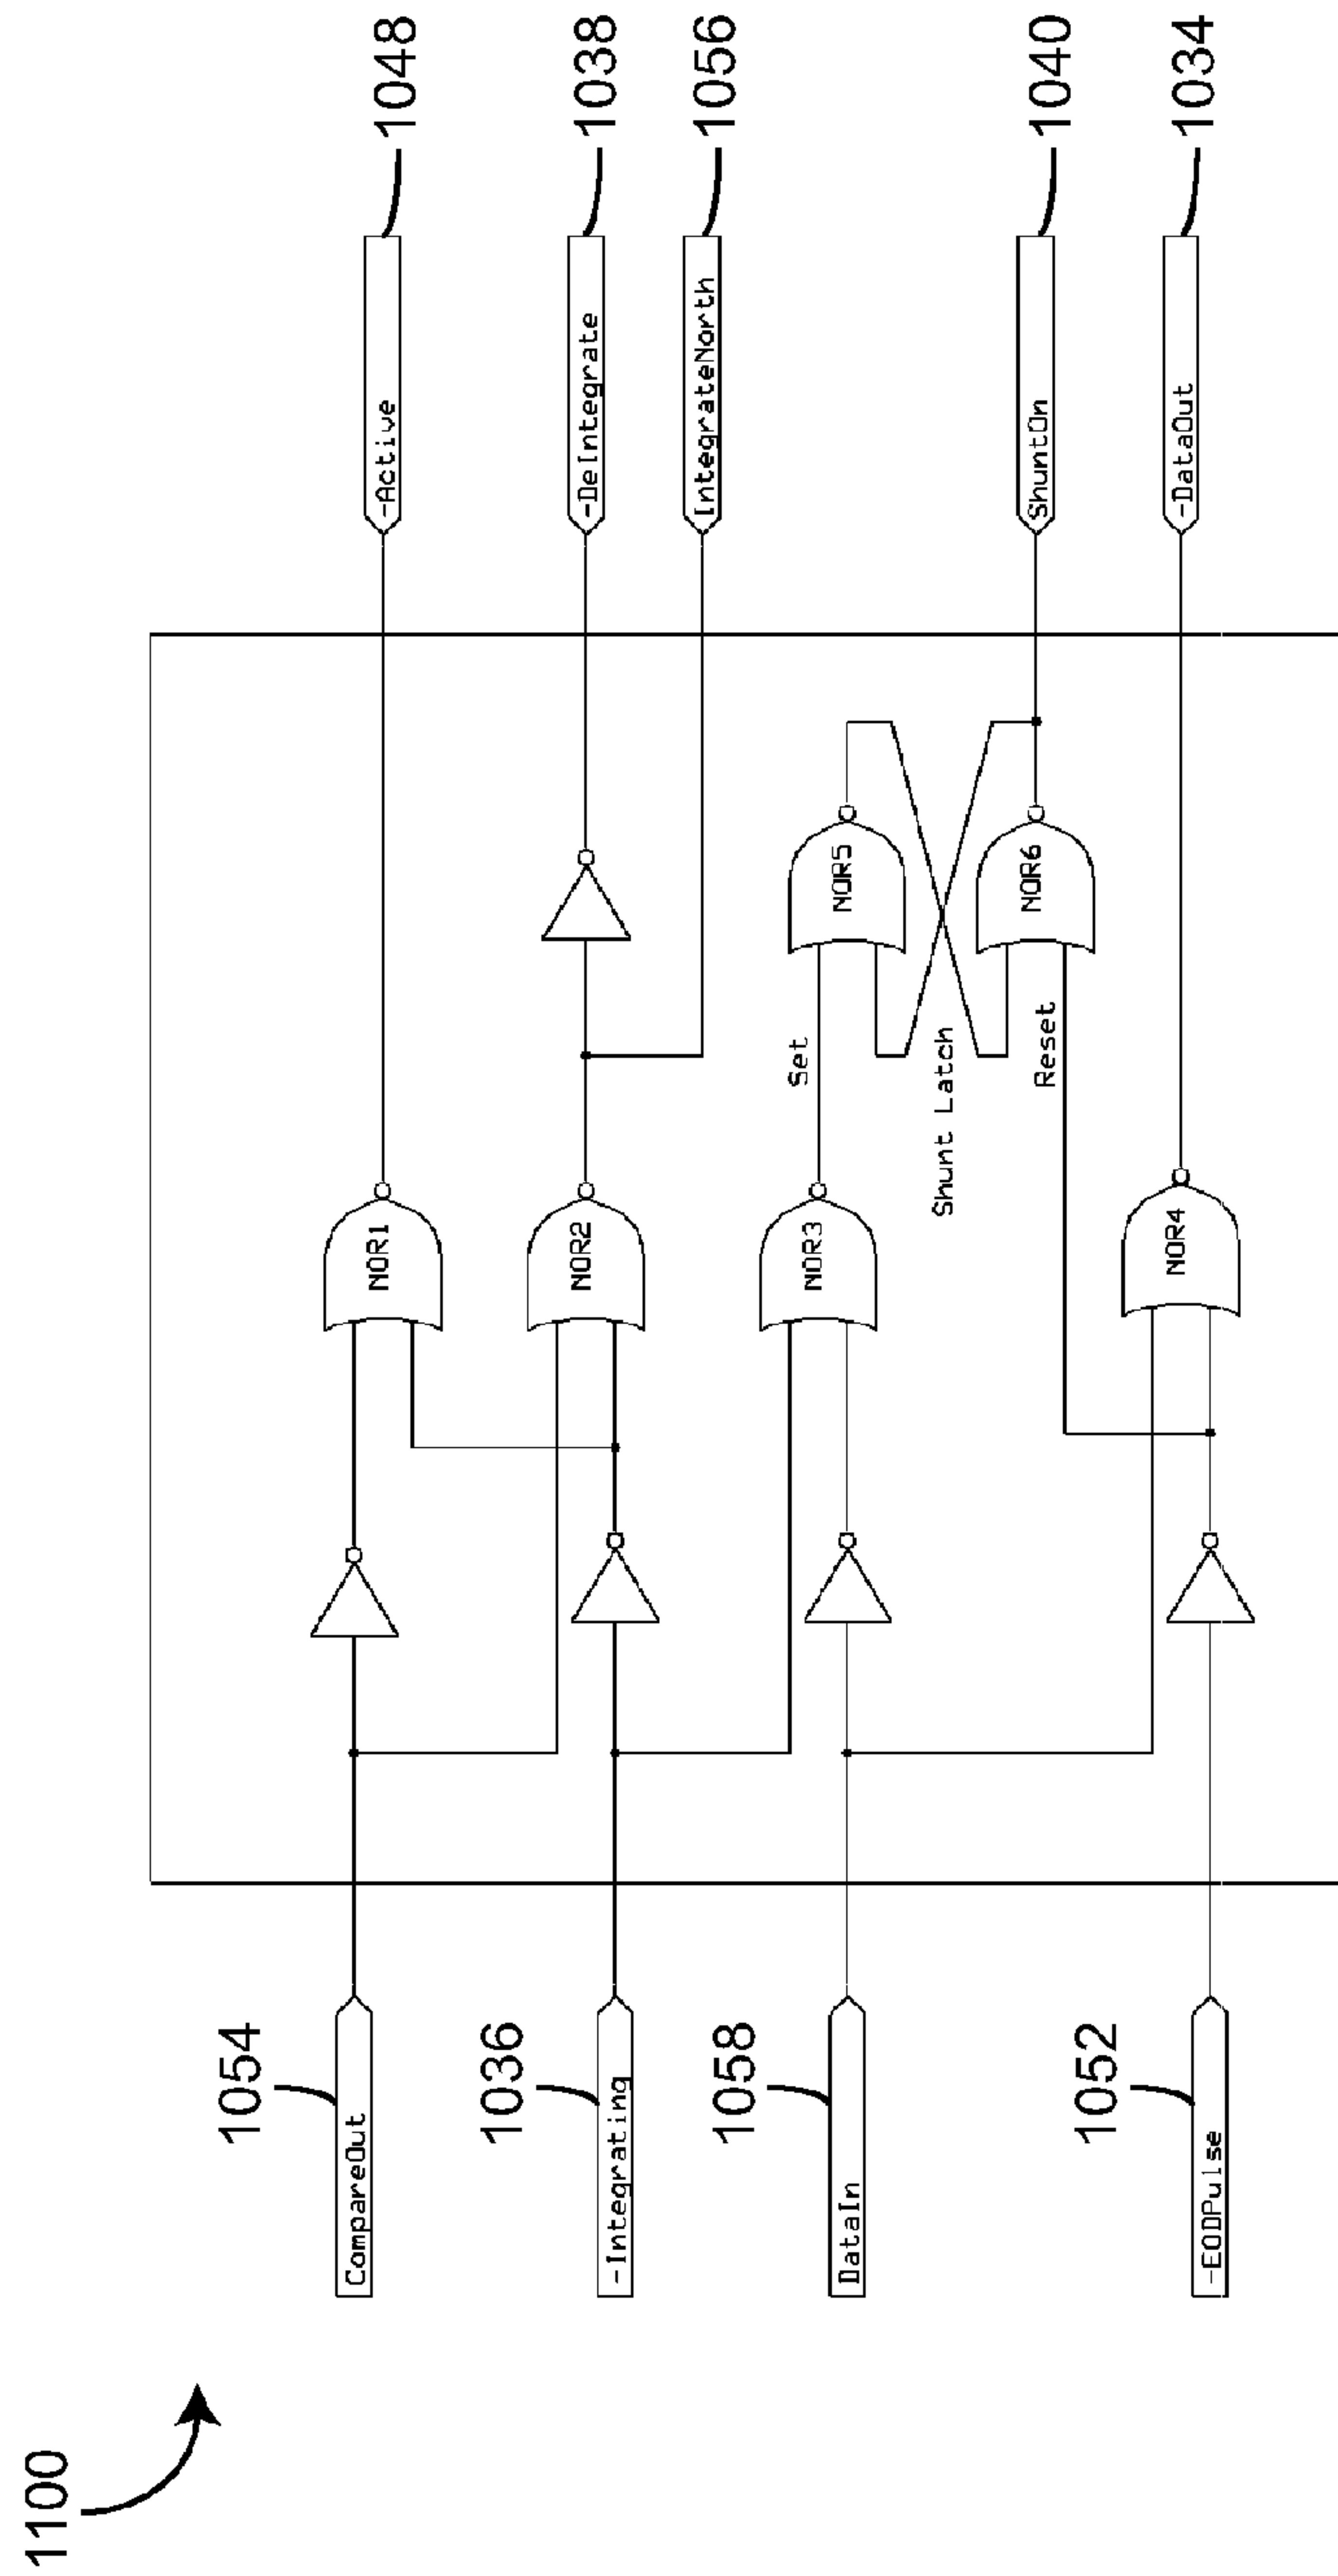 1100
1054
CompareOut
1036
-Integrating
1058
DataIn
1052
-EODPulse
NOR1
NOR2
NOR3
NOR4
Set
Shunt Latch
Reset
NOR5
NOR6
-Active
1048
-DeIntegrate
1038
IntegrateNorth
1056
ShuntOn
1040
-DataOut
1034